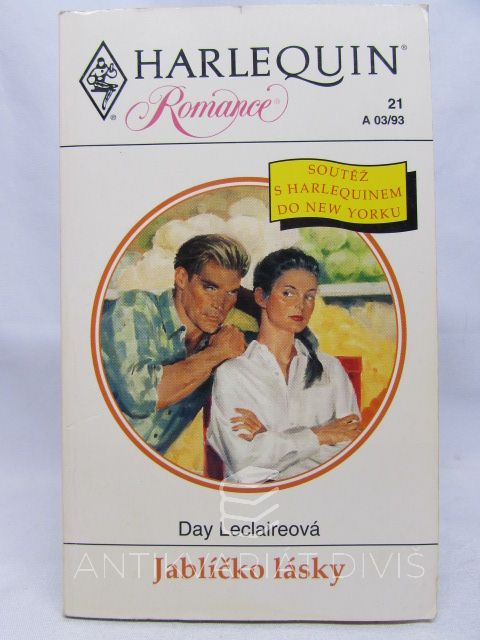 HARLEQUIN®
Romance®
®
21
A 03/93
SOUTĚŽ
S HARLEQUINEM
DO NEW YORKU
Day Leclaireová
ANTIKVARIÁT DIVIŠ
Jablíčko lásky